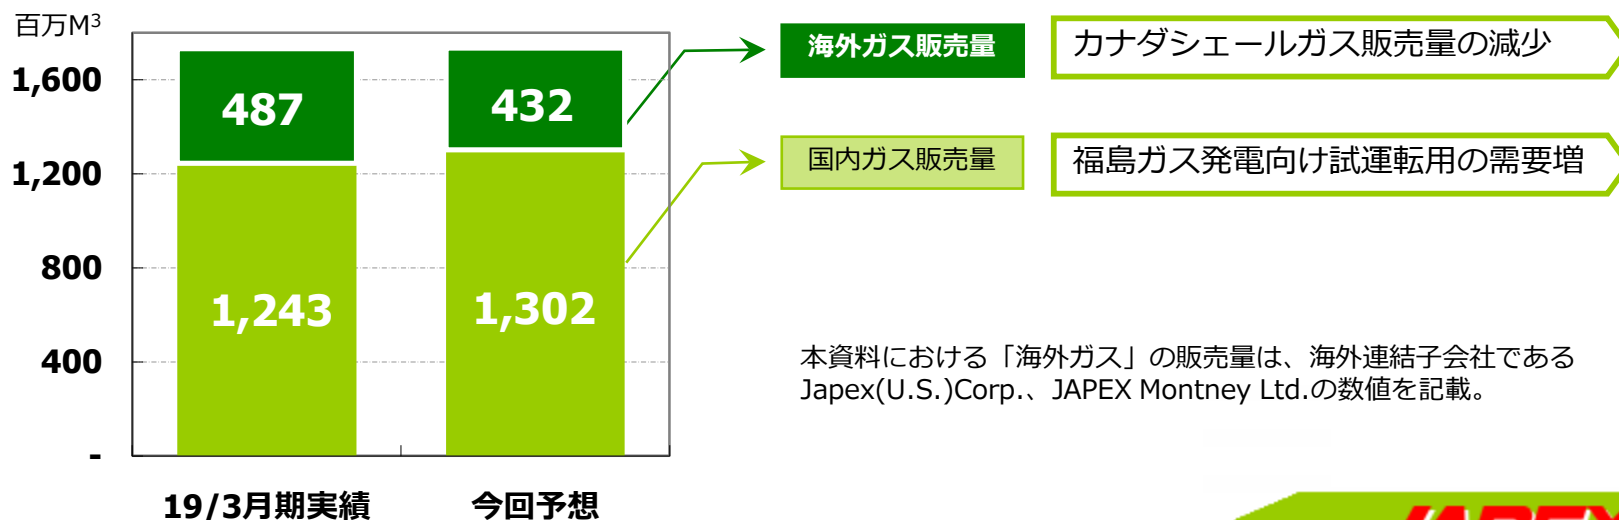 百万M3
1,600
1,200
800
400
-
487
432
1,243
1,302
19/3月期実績
今回予想
海外ガス販売量
カナダシェールガス販売量の減少
国内ガス販売量
福島ガス発電向け試運転用の需要増
本資料における「海外ガス」の販売量は、海外連結子会社である
Japex(U.S.)Corp.、JAPEX Montney Ltd.の数値を記載。
JAPEX